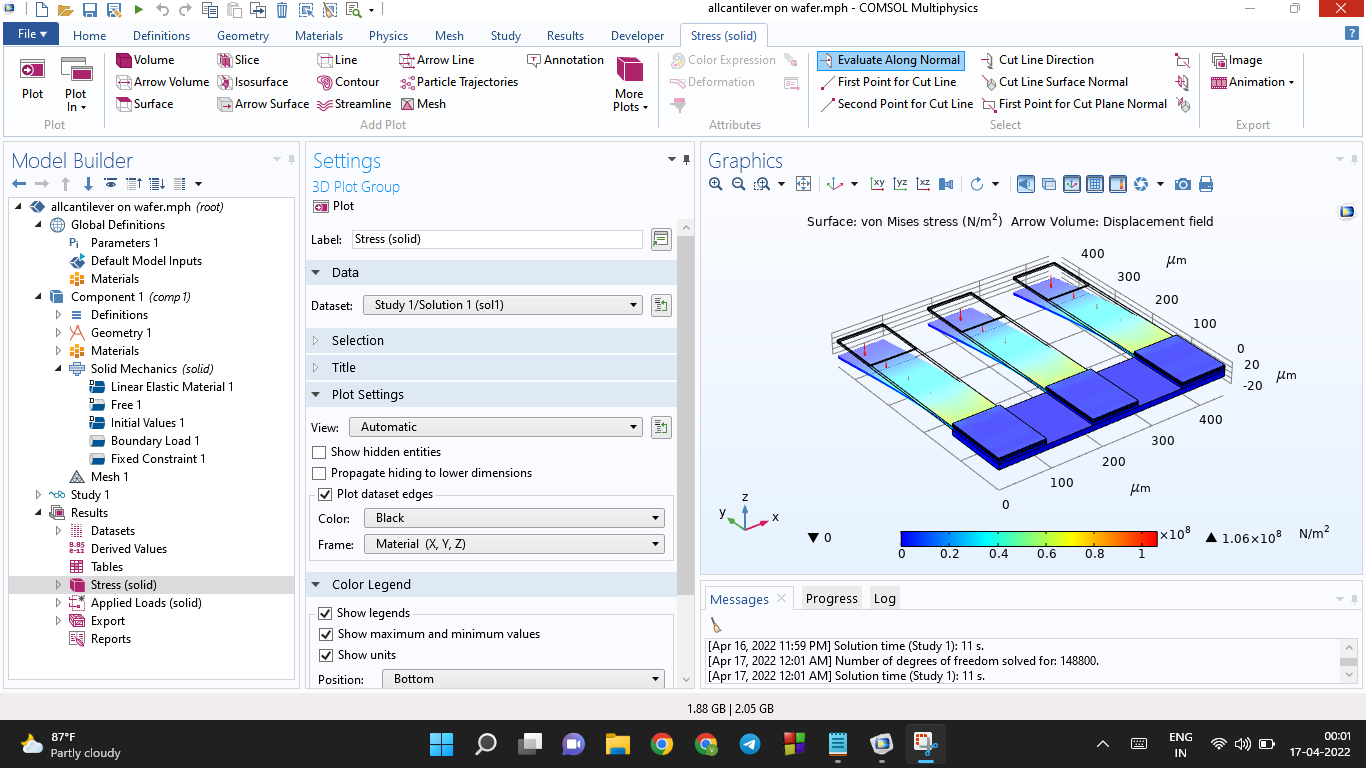 allcantilever on wafer.mph - COMSOL Multiphysics
File Home Definitions Geometry Materials Physics Mesh Study Results Developer Stress (solid)
Volume Slice Line Arrow Line Annotation Color Expression Evaluate Along Normal Cut Line Direction Image
Arrow Volume Isosurface Contour Particle Trajectories Deformation First Point for Cut Line Cut Line Surface Normal Animation
Plot Plot In Surface Arrow Surface Streamline Mesh More Plots Second Point for Cut Line First Point for Cut Plane Normal
Plot Add Plot Attributes Select Export
Model Builder
allcantilever on wafer.mph (root)
Global Definitions
Pi Parameters 1
Default Model Inputs
Materials
Component 1 (comp1)
Definitions
Geometry 1
Materials
Solid Mechanics (solid)
Linear Elastic Material 1
Free 1
Initial Values 1
Boundary Load 1
Fixed Constraint 1
Mesh 1
Study 1
Results
Datasets
8.85 e-12 Derived Values
Tables
Stress (solid)
Applied Loads (solid)
Export
Reports
Settings
3D Plot Group
Plot
Label: Stress (solid)
Data
Dataset: Study 1/Solution 1 (sol1)
Selection
Title
Plot Settings
View: Automatic
Show hidden entities
Propagate hiding to lower dimensions
Plot dataset edges
Color: Black
Frame: Material (X, Y, Z)
Color Legend
Show legends
Show maximum and minimum values
Show units
Position: Bottom
Graphics
xy yz xz
Surface: von Mises stress (N/m²) Arrow Volume: Displacement field
400 µm
300
200
100
0
20
-20 µm
400
300
200
100 µm
0
z
y x
▼ 0 0 0.2 0.4 0.6 0.8 1 ×10⁸ ▲ 1.06×10⁸ N/m²
Messages Progress Log
[Apr 16, 2022 11:59 PM] Solution time (Study 1): 11 s.
[Apr 17, 2022 12:01 AM] Number of degrees of freedom solved for: 148800.
[Apr 17, 2022 12:01 AM] Solution time (Study 1): 11 s.
1.88 GB | 2.05 GB
87°F
Partly cloudy
ENG
IN
00:01
17-04-2022